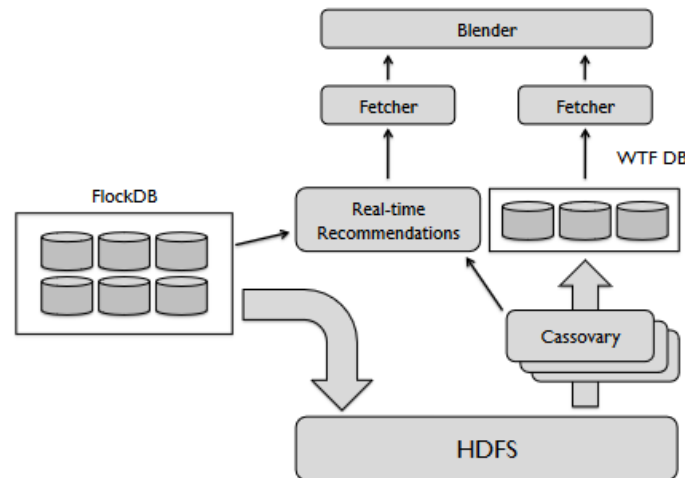 Blender
Fetcher
Fetcher
WTF DB
FlockDB
Real-time
Recommendations
Cassovary
HDFS